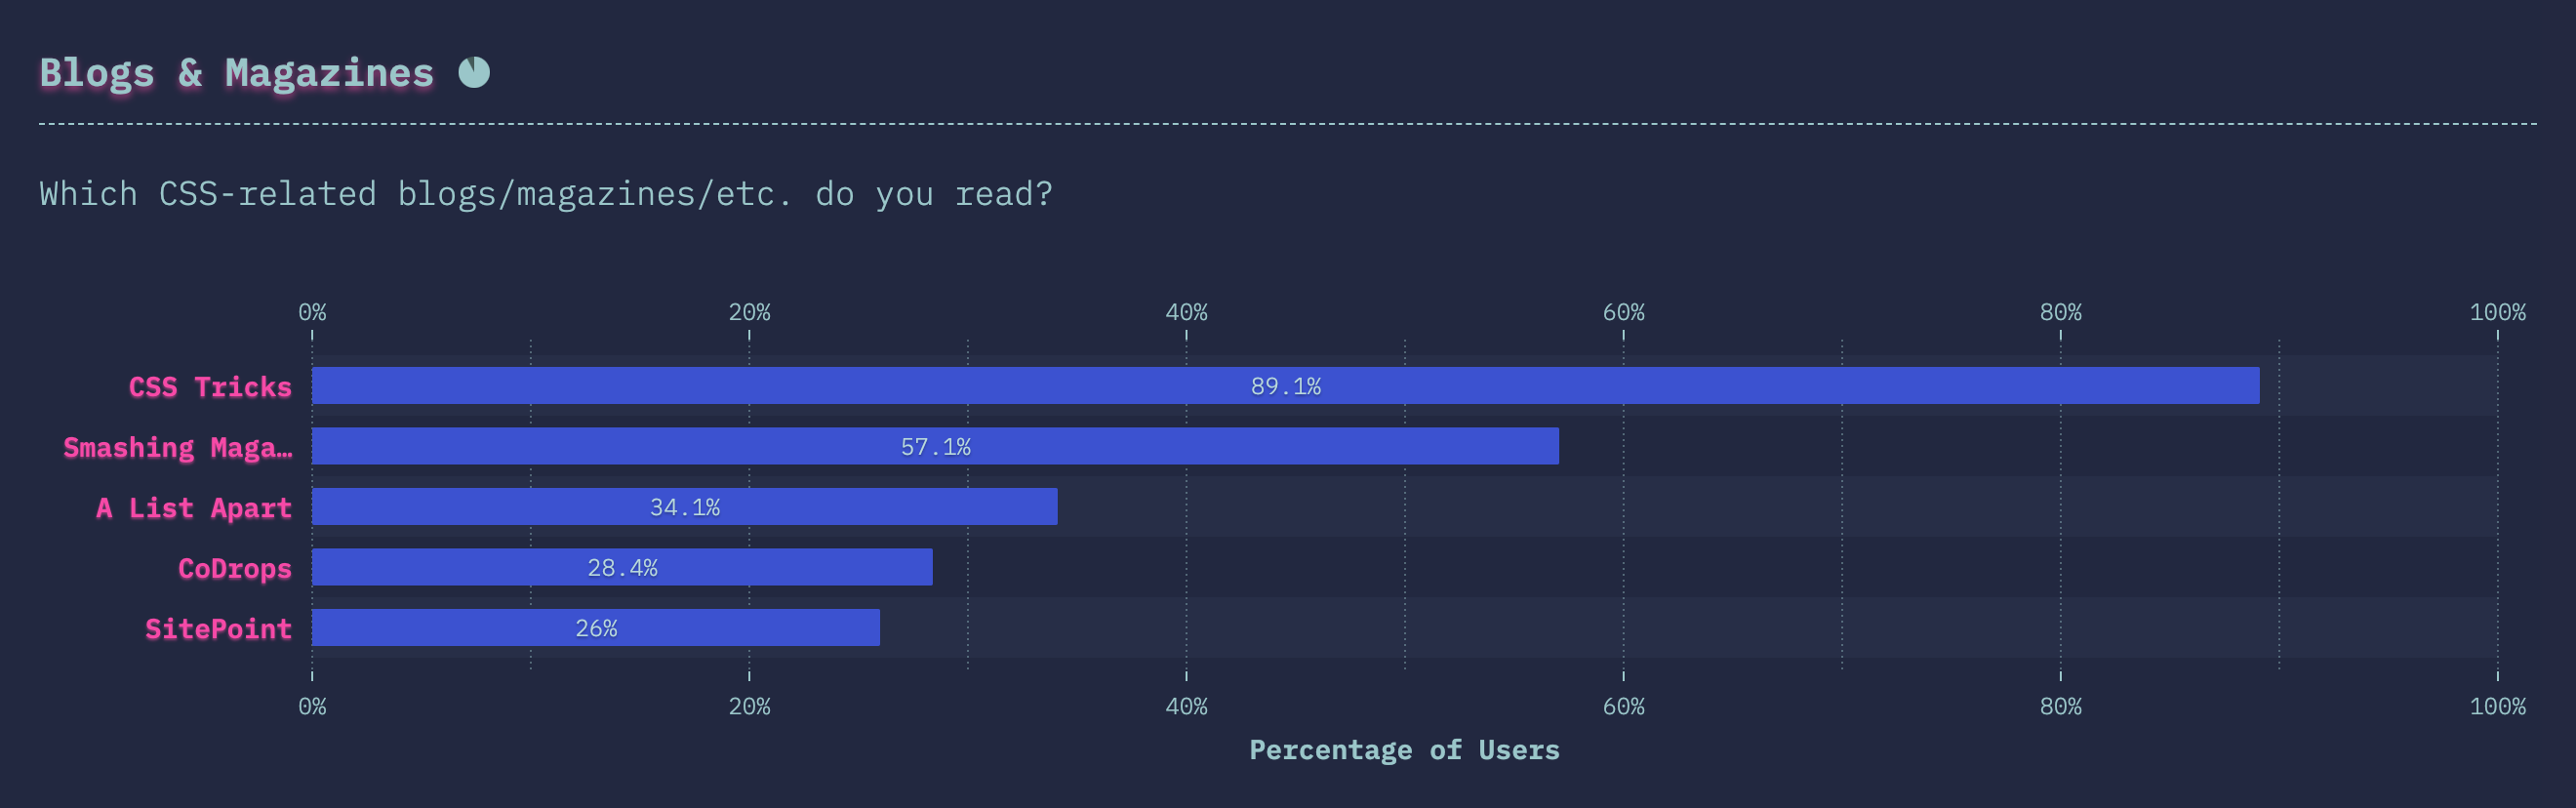 Blogs & Magazines
Which CSS-related blogs/magazines/etc. do you read?
0% 20% 40% 60% 80% 100%
CSS Tricks 89.1%
Smashing Maga… 57.1%
A List Apart 34.1%
CoDrops 28.4%
SitePoint 26%
0% 20% 40% 60% 80% 100%
Percentage of Users